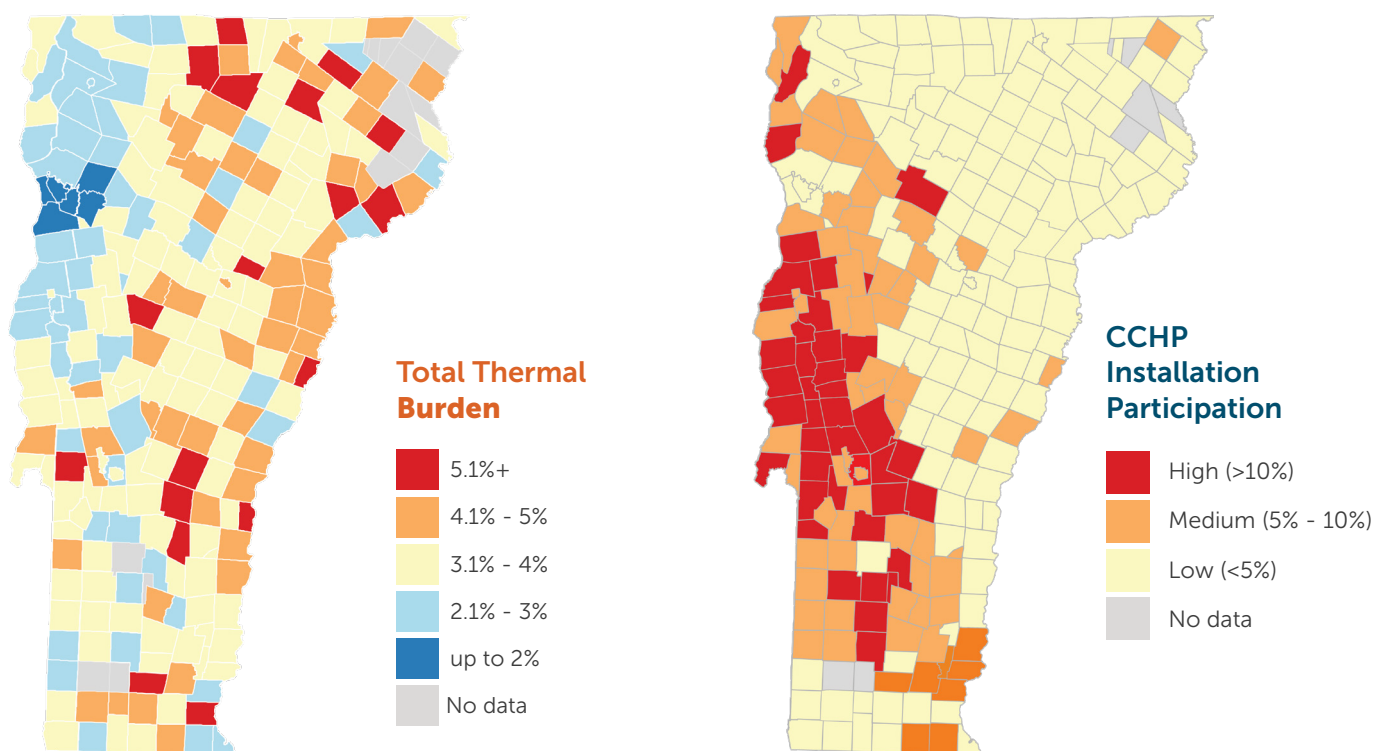 Total Thermal
Burden
5.1%+
4.1% - 5%
3.1% - 4%
2.1% - 3%
up to 2%
No data
CCHP
Installation
Participation
High (>10%)
Medium (5% - 10%)
Low (<5%)
No data